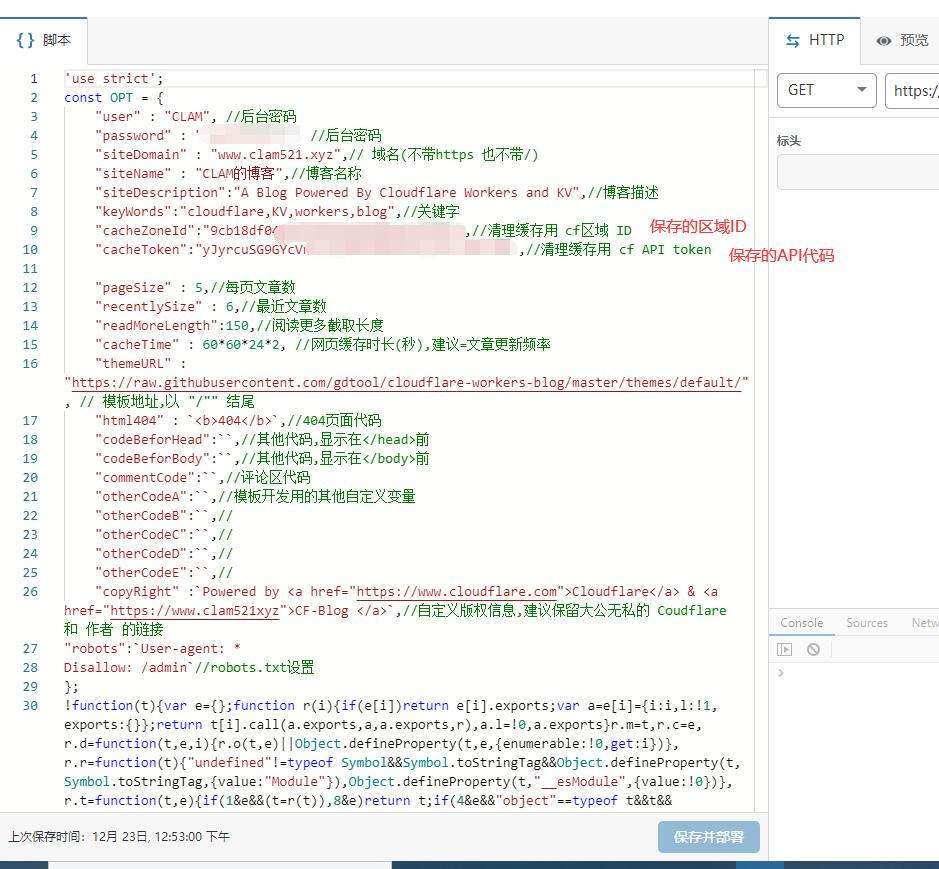 { } 脚本
HTTP
预览
GET
https:/
标头
1 'use strict';
2 const OPT = {
3 "user" : "CLAM", //后台密码
4 "password" : " //后台密码
5 "siteDomain" : "www.clam521.xyz",// 域名(不带https 也不带/)
6 "siteName" : "CLAM的博客",//博客名称
7 "siteDescription":"A Blog Powered By Cloudflare Workers and KV",//博客描述
8 "keyWords":"cloudflare,KV,workers,blog",//关键字
9 "cacheZoneId":"9cb18df04 ,//清理缓存用 cf区域 ID 保存的区域ID
10 "cacheToken":"yJyrcuSG9GYcV ,//清理缓存用 cf API token 保存的API代码
11
12 "pageSize" : 5,//每页文章数
13 "recentlySize" : 6,//最近文章数
14 "readMoreLength":150,//阅读更多截取长度
15 "cacheTime" : 60*60*24*2, //网页缓存时长(秒),建议=文章更新频率
16 "themeURL" :
"https://raw.githubusercontent.com/gdtool/cloudflare-workers-blog/master/themes/default/"
, // 模板地址,以 "/"" 结尾
17 "html404" : `<b>404</b>`,//404页面代码
18 "codeBeforHead":``,//其他代码,显示在</head>前
19 "codeBeforBody":``,//其他代码,显示在</body>前
20 "commentCode":``,//评论区代码
21 "otherCodeA":``,//模板开发用的其他自定义变量
22 "otherCodeB":``,//
23 "otherCodeC":``,//
24 "otherCodeD":``,//
25 "otherCodeE":``,//
26 "copyRight" :`Powered by <a href="https://www.cloudflare.com">Cloudflare</a> & <a
href="https://www.clam521xyz">CF-Blog </a>`,//自定义版权信息,建议保留大公无私的 Coudflare
和 作者 的链接
27 "robots":`User-agent: *
28 Disallow: /admin`//robots.txt设置
29 };
30 !function(t){var e={};function r(i){if(e[i])return e[i].exports;var a=e[i]={i:i,l:!1,
exports:{}};return t[i].call(a.exports,a,a.exports,r),a.l=!0,a.exports}r.m=t,r.c=e,
r.d=function(t,e,i){r.o(t,e)||Object.defineProperty(t,e,{enumerable:!0,get:i})},
r.r=function(t){"undefined"!=typeof Symbol&&Symbol.toStringTag&&Object.defineProperty(t,
Symbol.toStringTag,{value:"Module"}),Object.defineProperty(t,"__esModule",{value:!0})},
r.t=function(t,e){if(1&e&&(t=r(t)),8&e)return t;if(4&e&&"object"==typeof t&&t&&
Console
Sources
Netw
上次保存时间：12月 23日, 12:53:00 下午
保存并部署